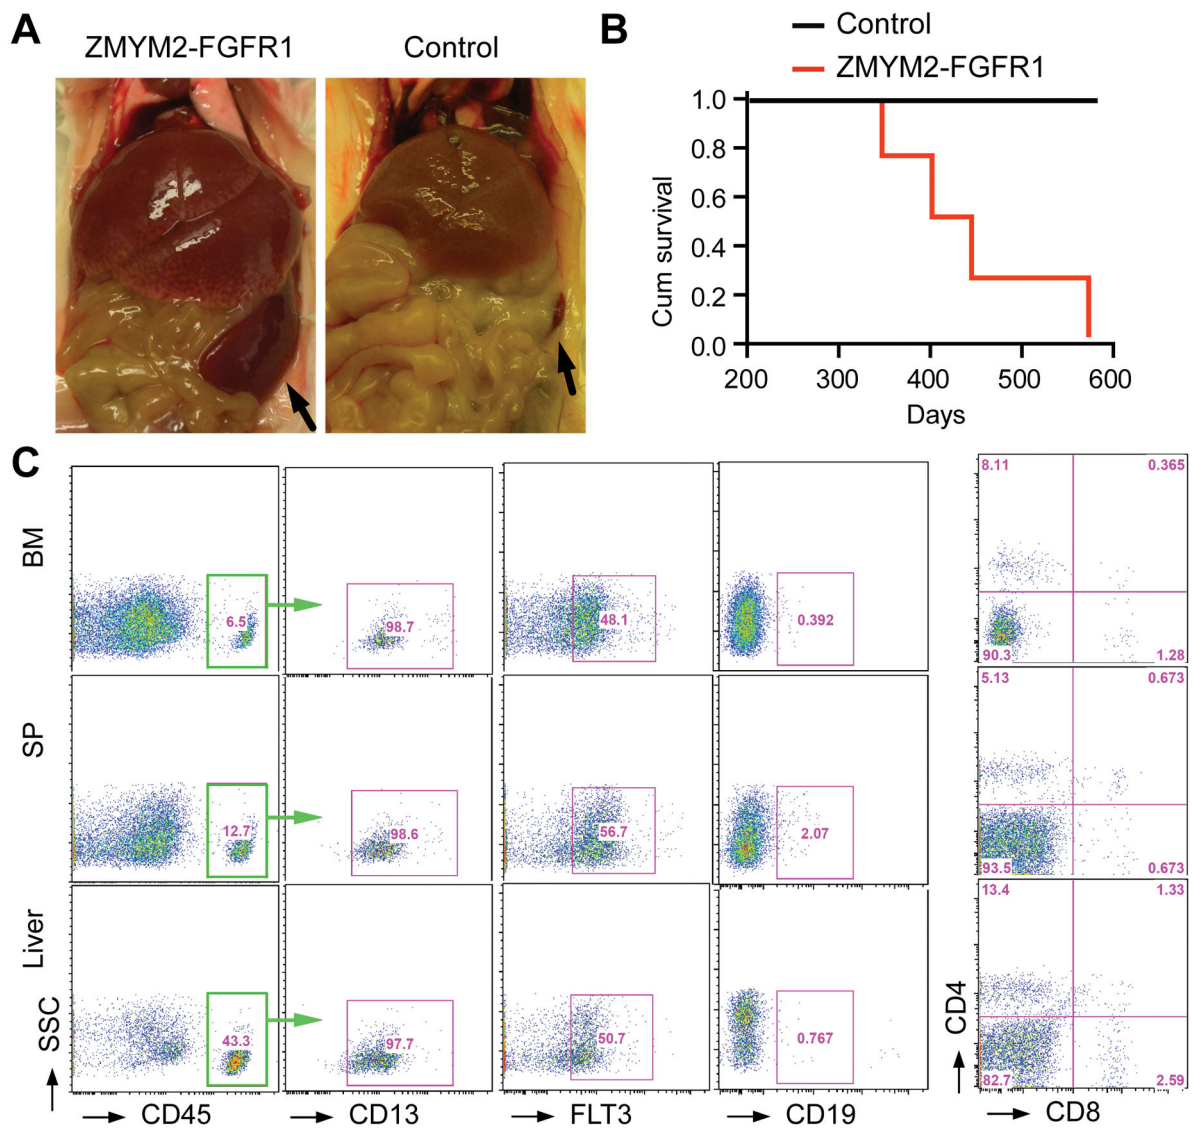 A
ZMYM2-FGFR1
Control
B
Control
ZMYM2-FGFR1
Cum survival
1.0
0.8
0.6
0.4
0.2
0.0
200 300 400 500 600
Days
C
BM
6.5
98.7
48.1
0.392
8.11 0.365
90.3 1.28
SP
12.7
98.6
56.7
2.07
5.13 0.673
93.5 0.673
Liver
43.3
97.7
50.7
0.767
13.4 1.33
82.7 2.59
SSC
CD45
CD13
FLT3
CD19
CD4
CD8